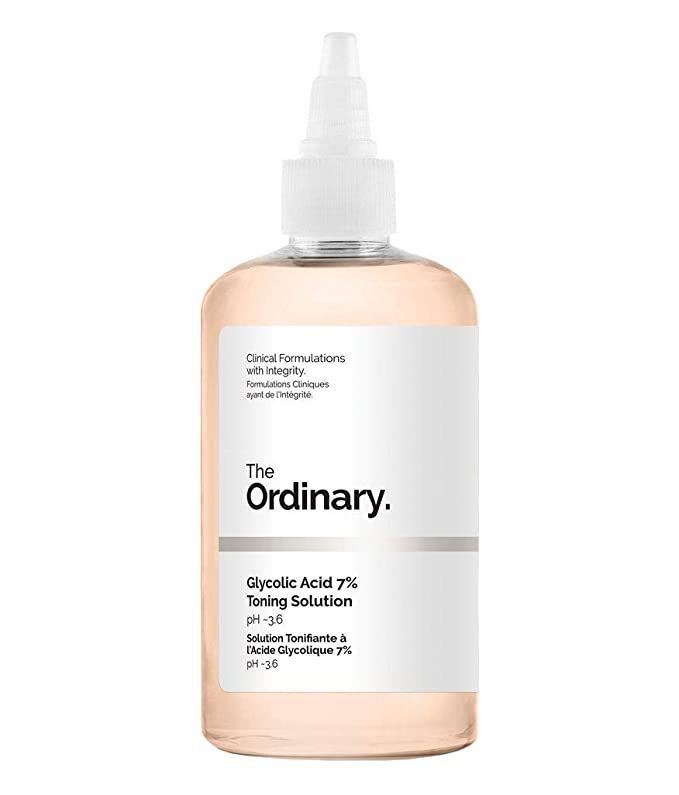 Clinical Formulations
with Integrity.
Formulations Cliniques
ayant de l'Intégrité.
The
Ordinary.
Glycolic Acid 7%
Toning Solution
pH ~3.6
Solution Tonifiante à
l'Acide Glycolique 7%
pH ~3.6